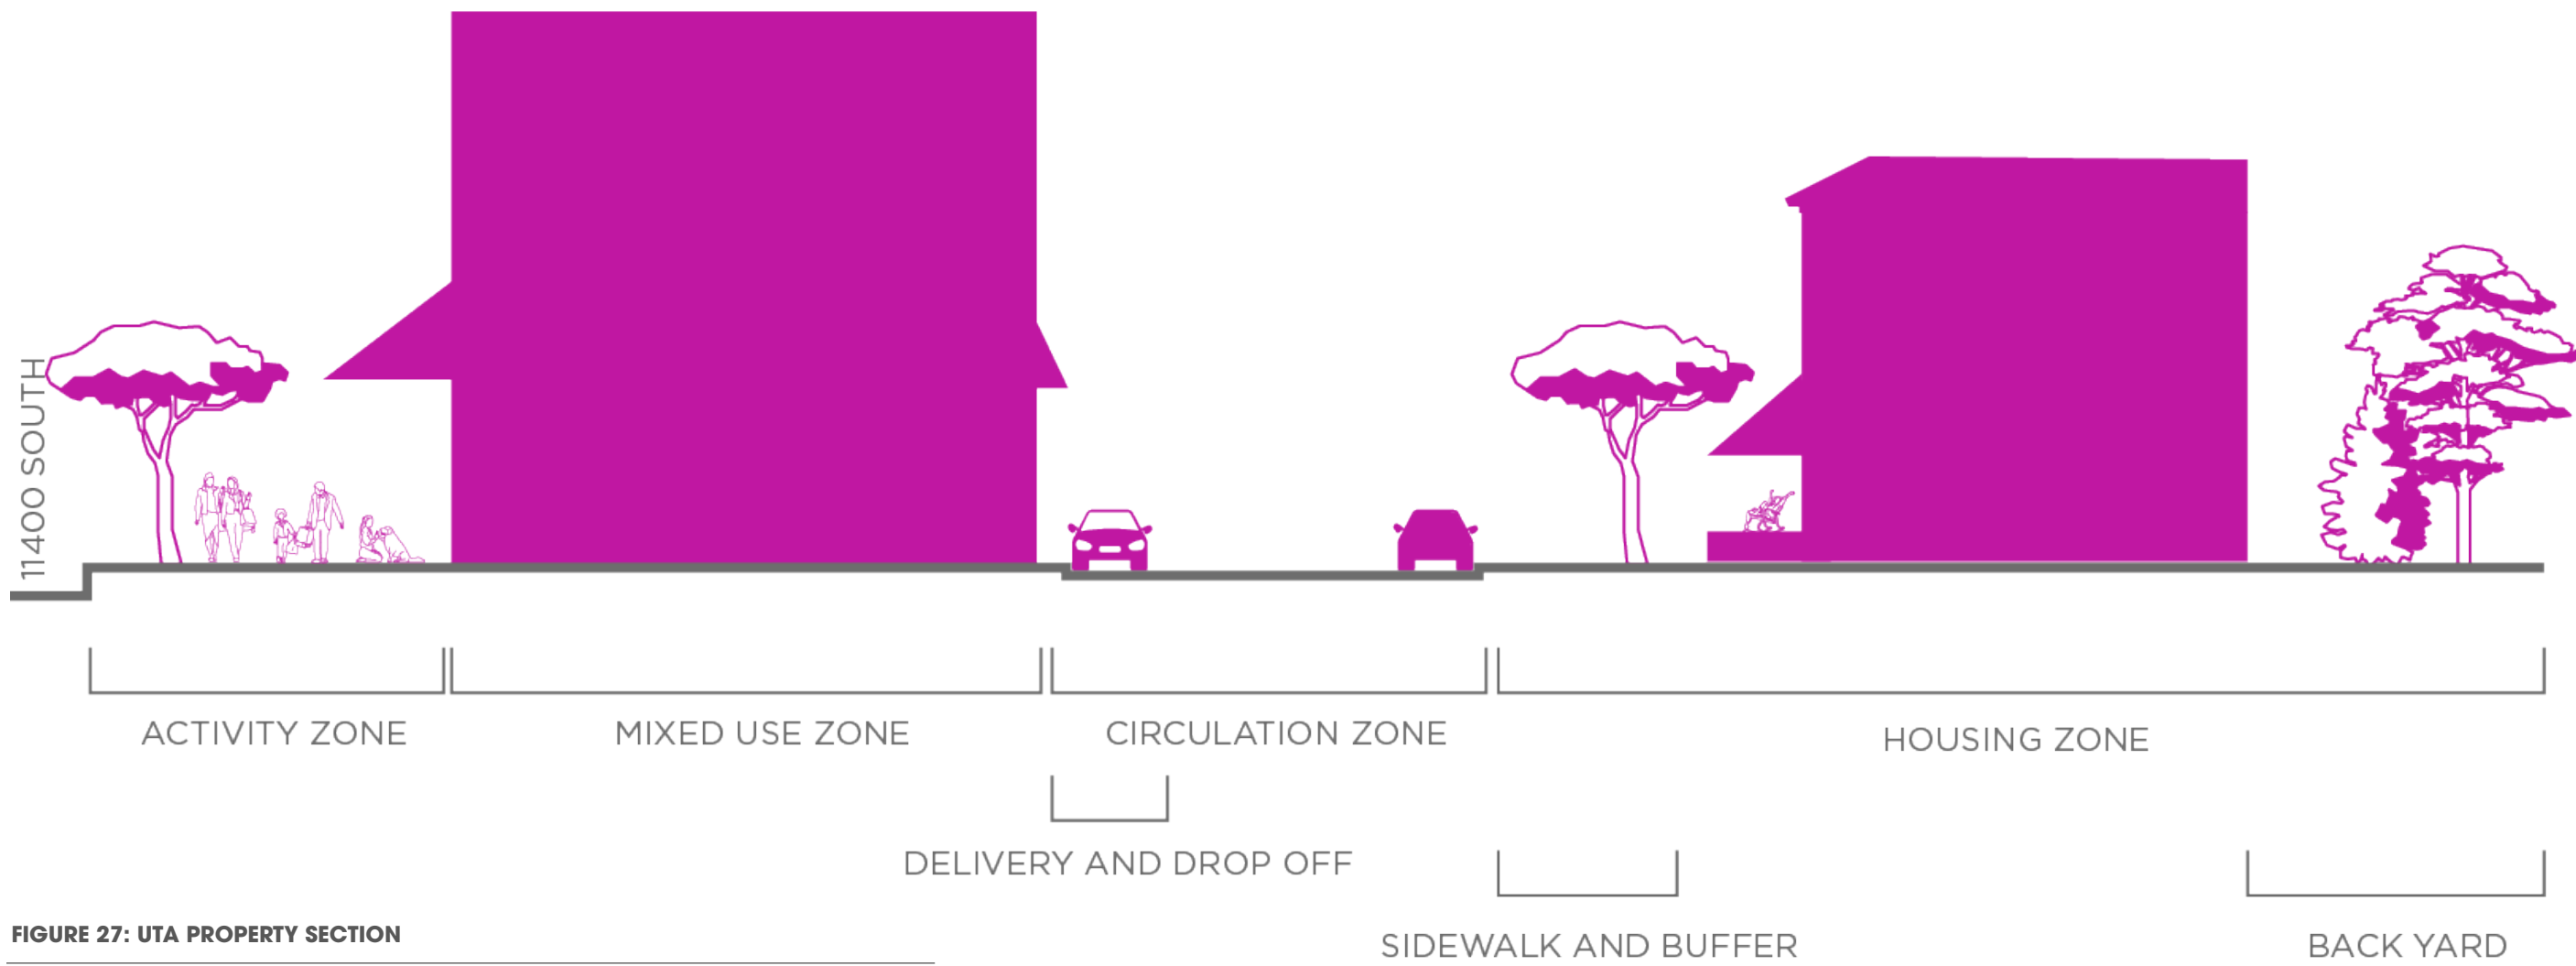 11400 SOUTH
ACTIVITY ZONE
MIXED USE ZONE
CIRCULATION ZONE
HOUSING ZONE
DELIVERY AND DROP OFF
SIDEWALK AND BUFFER
BACK YARD
FIGURE 27: UTA PROPERTY SECTION